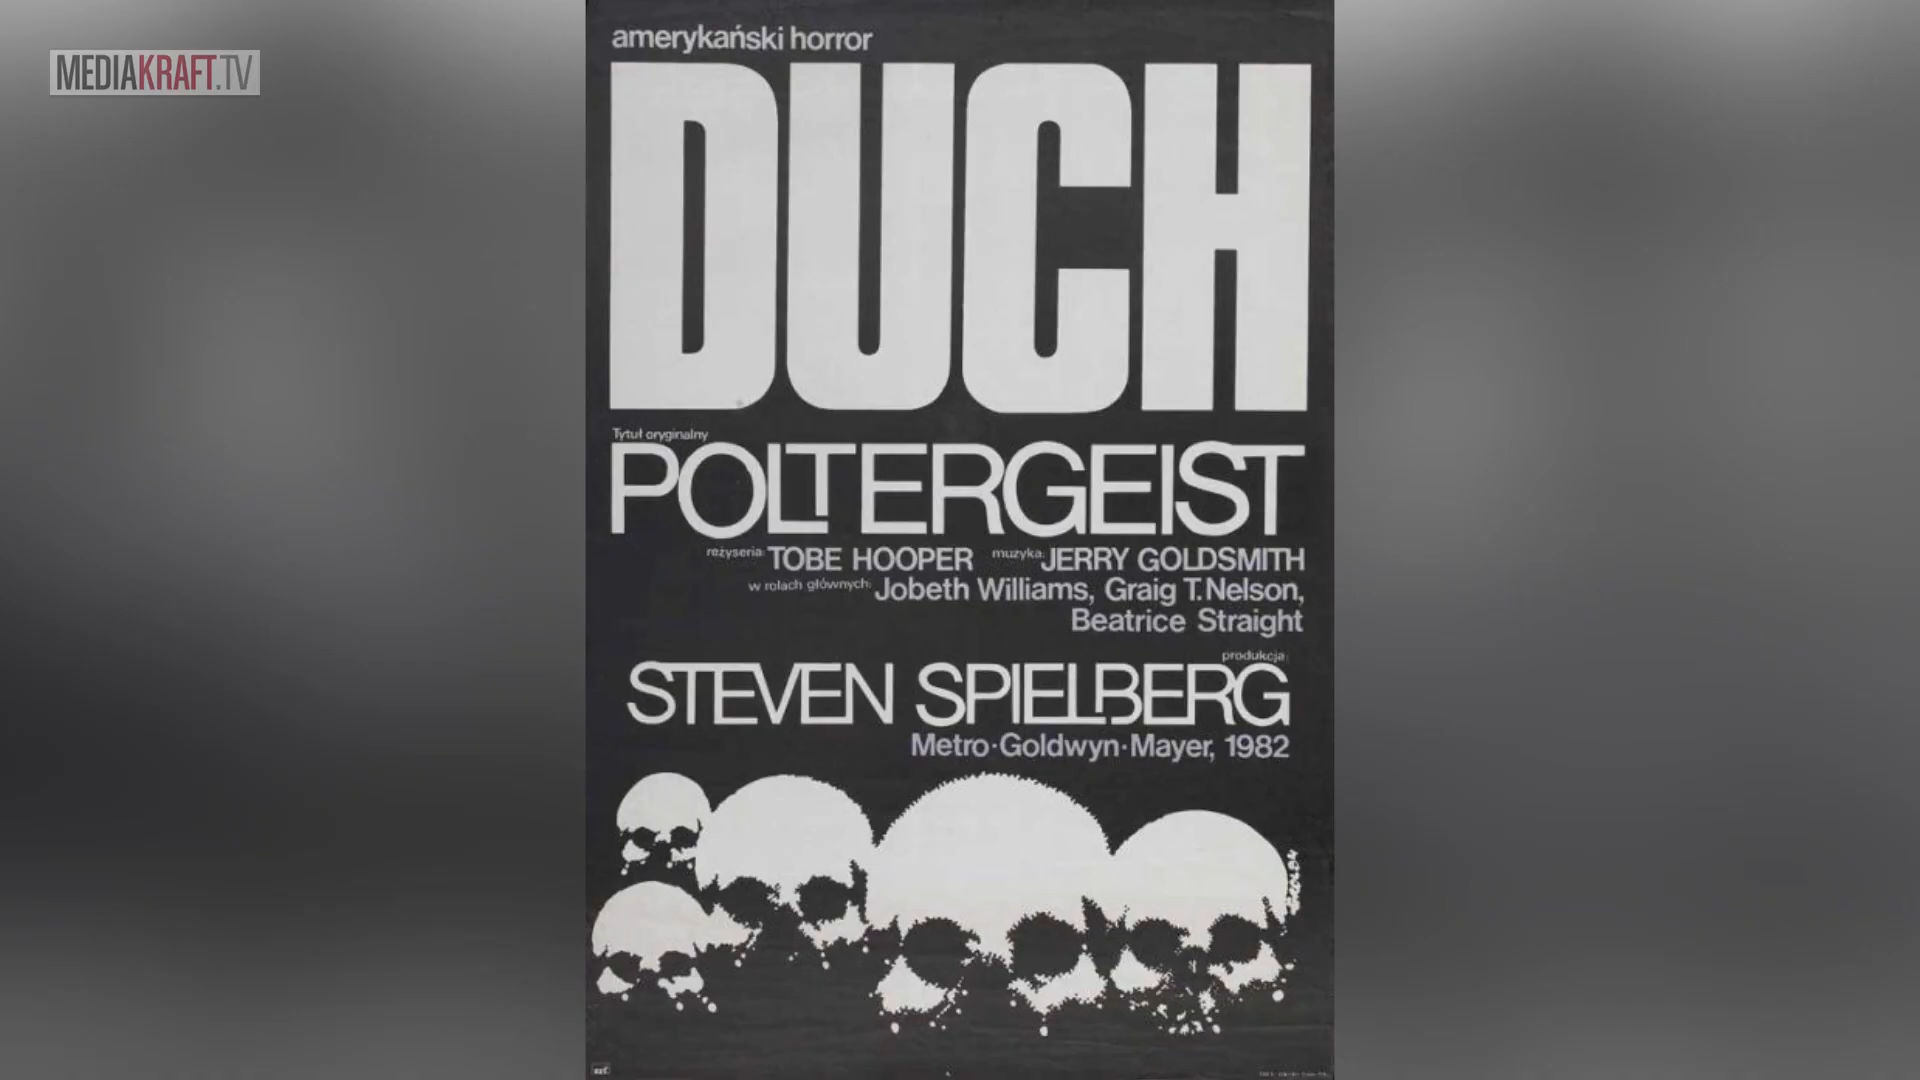 MEDIAKRAFT.TV
amerykański horror
DUCH
Tytuł oryginalny
POLTERGEIST
reżyseria: TOBE HOOPER muzyka: JERRY GOLDSMITH
w rolach głównych: Jobeth Williams, Graig T. Nelson,
Beatrice Straight
produkcja:
STEVEN SPIELBERG
Metro·Goldwyn·Mayer, 1982